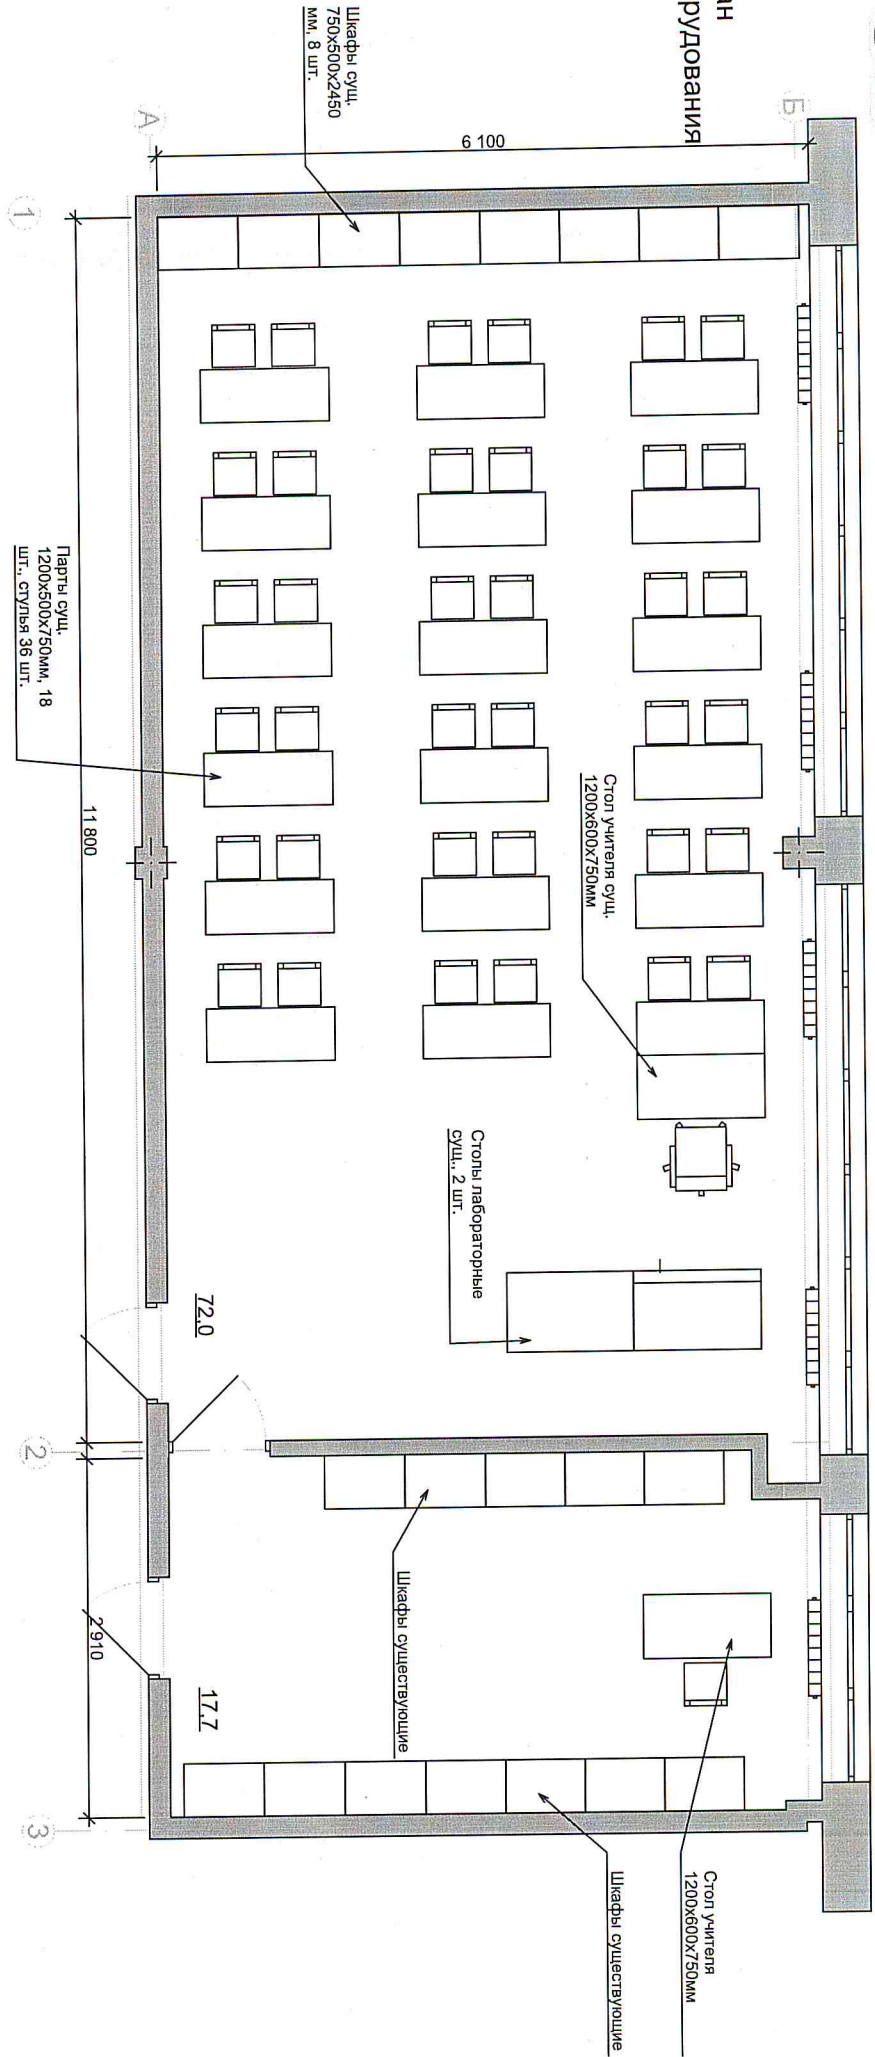 ан
рудования
Шкафы сущ.
750х500х2450
мм, 8 шт.
Б
А
6 100
1
Парты сущ.
1200х500х750мм, 18
шт., стулья 36 шт.
11 800
Стол учителя сущ.
1200х600х750мм
Столы лабораторные
сущ., 2 шт.
72,0
2
Шкафы существующие
2 910
17,7
3
Стол учителя
1200х600х750мм
Шкафы существующие